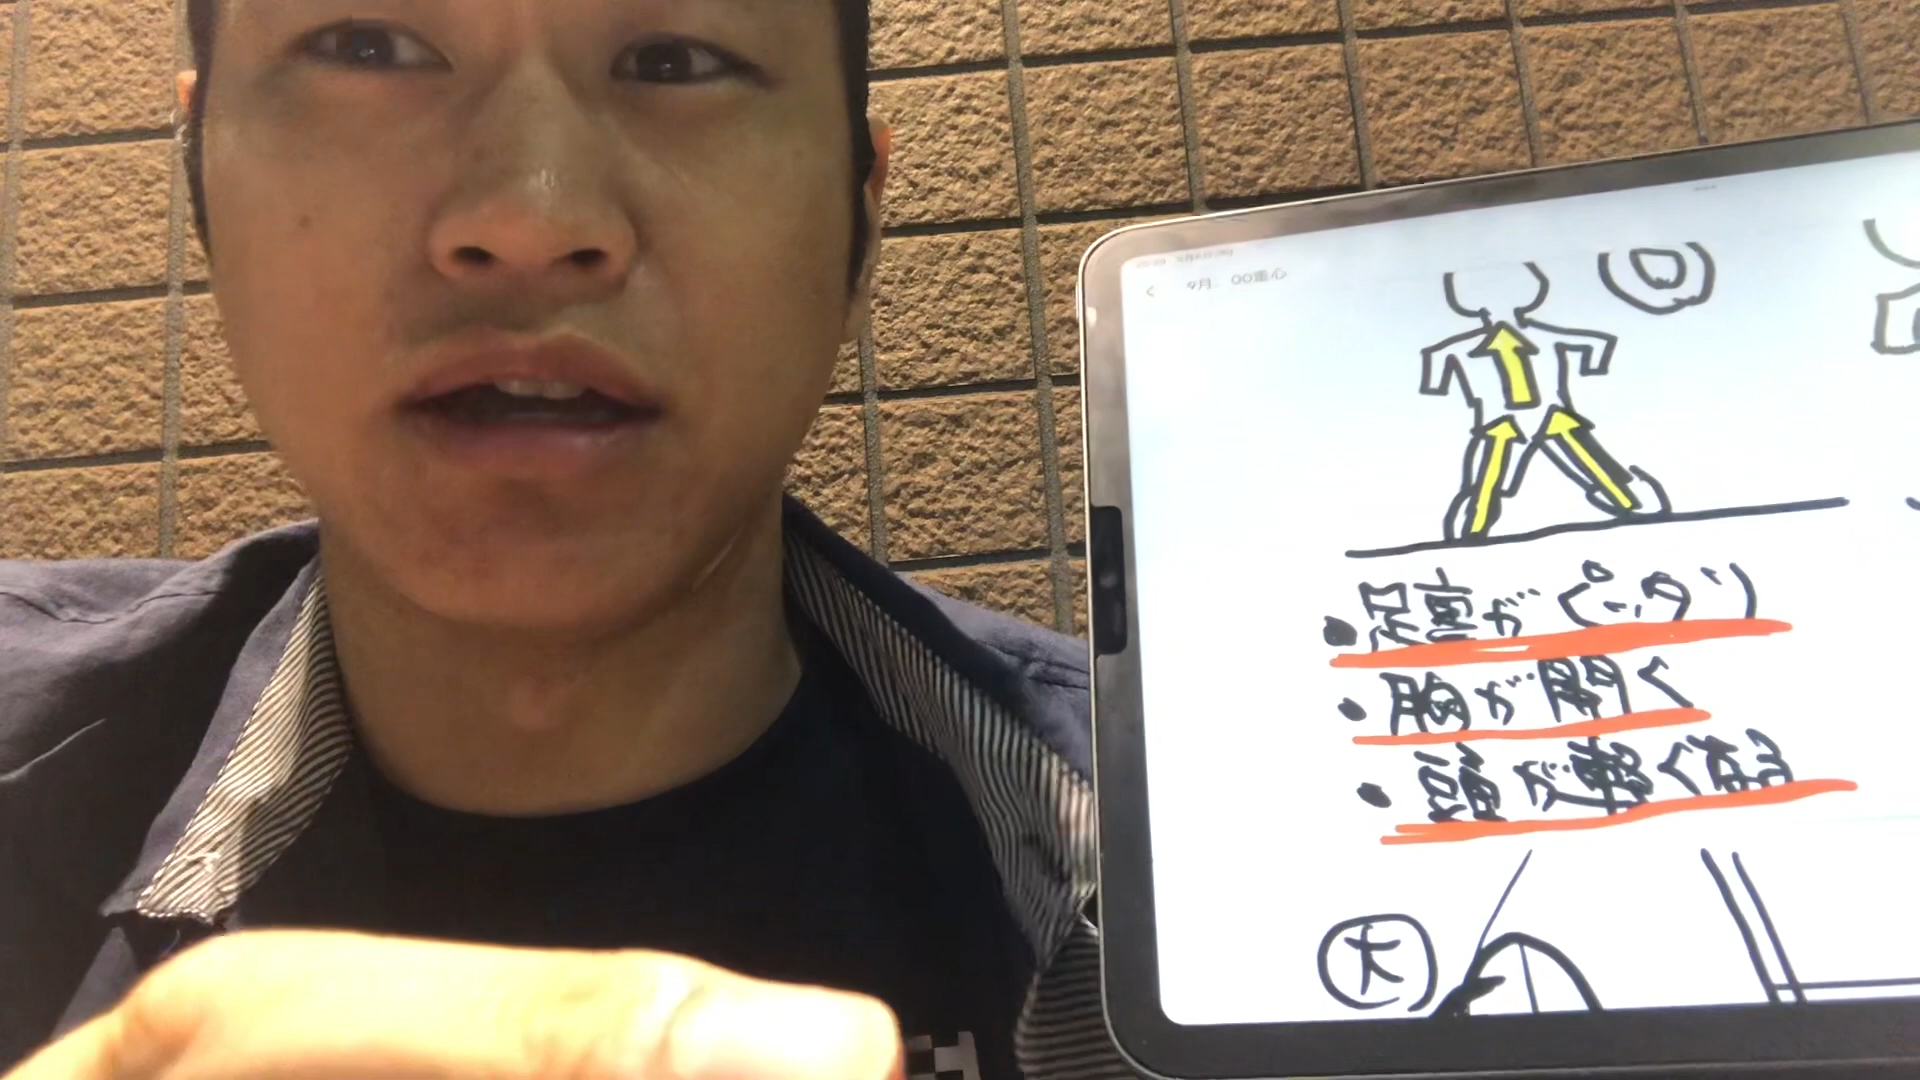 9月 〇〇重心
・足裏がピッタリ
・胸が開く
・頭が軽くなる
大